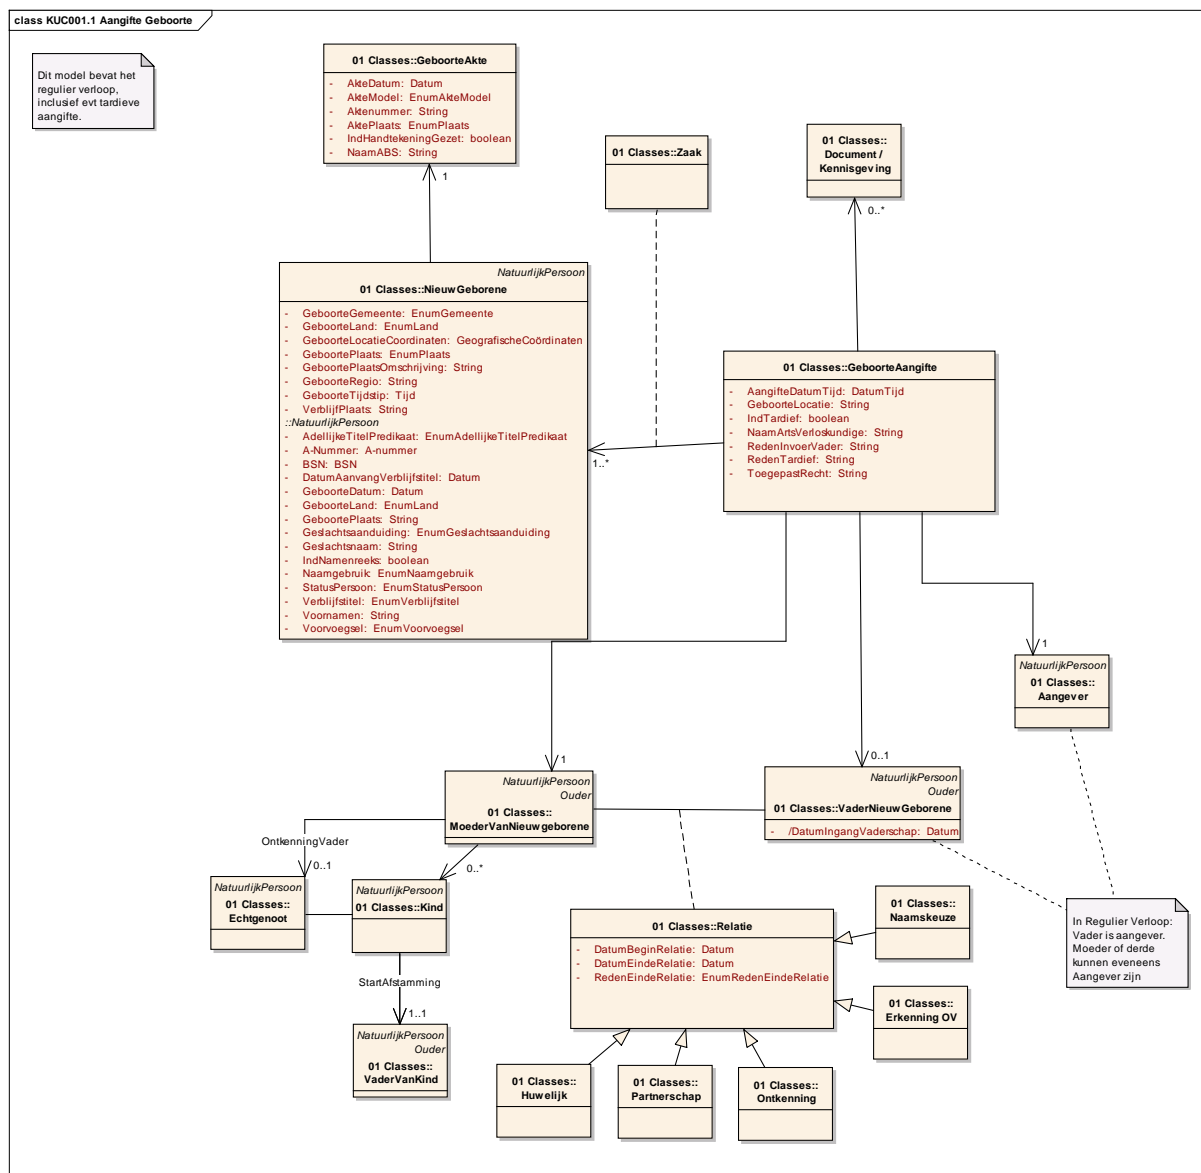 class KUC001.1 Aangifte Geboorte
Dit model bevat het
regulier verloop,
inclusief evt tardieve
aangifte.
01 Classes::GeboorteAkte
- AkteDatum: Datum
- AkteModel: EnumAkteModel
- Aktenummer: String
- AktePlaats: EnumPlaats
- IndHandtekeningGezet: boolean
- NaamABS: String
1
01 Classes::Zaak
01 Classes::
Document /
Kennisgeving
0..*
NatuurlijkPersoon
01 Classes::NieuwGeborene
- GeboorteGemeente: EnumGemeente
- GeboorteLand: EnumLand
- GeboorteLocatieCoordinaten: GeografischeCoördinaten
- GeboortePlaats: EnumPlaats
- GeboortePlaatsOmschrijving: String
- GeboorteRegio: String
- GeboorteTijdstip: Tijd
- VerblijfPlaats: String
::NatuurlijkPersoon
- AdellijkeTitelPredikaat: EnumAdellijkeTitelPredikaat
- A-Nummer: A-nummer
- BSN: BSN
- DatumAanvangVerblijfstitel: Datum
- GeboorteDatum: Datum
- GeboorteLand: EnumLand
- GeboortePlaats: String
- Geslachtsaanduiding: EnumGeslachtsaanduiding
- Geslachtsnaam: String
- IndNamenreeks: boolean
- Naamgebruik: EnumNaamgebruik
- StatusPersoon: EnumStatusPersoon
- Verblijfstitel: EnumVerblijfstitel
- Voornamen: String
- Voorvoegsel: EnumVoorvoegsel
1..*
01 Classes::GeboorteAangifte
- AangifteDatumTijd: DatumTijd
- GeboorteLocatie: String
- IndTardief: boolean
- NaamArtsVerloskundige: String
- RedenInvoerVader: String
- RedenTardief: String
- ToegepastRecht: String
1
NatuurlijkPersoon
01 Classes::
Aangever
1
NatuurlijkPersoon
Ouder
01 Classes::
MoederVanNieuwgeborene
0..1
NatuurlijkPersoon
Ouder
01 Classes::VaderNieuwGeborene
- /DatumIngangVaderschap: Datum
OntkenningVader
0..1
0..*
NatuurlijkPersoon
01 Classes::
Echtgenoot
NatuurlijkPersoon
01 Classes::Kind
StartAfstamming
1..1
NatuurlijkPersoon
Ouder
01 Classes::
VaderVanKind
01 Classes::Relatie
- DatumBeginRelatie: Datum
- DatumEindeRelatie: Datum
- RedenEindeRelatie: EnumRedenEindeRelatie
01 Classes::
Naamskeuze
01 Classes::
Erkenning OV
In Regulier Verloop:
Vader is aangever.
Moeder of derde
kunnen eveneens
Aangever zijn
01 Classes::
Huwelijk
01 Classes::
Partnerschap
01 Classes::
Ontkenning